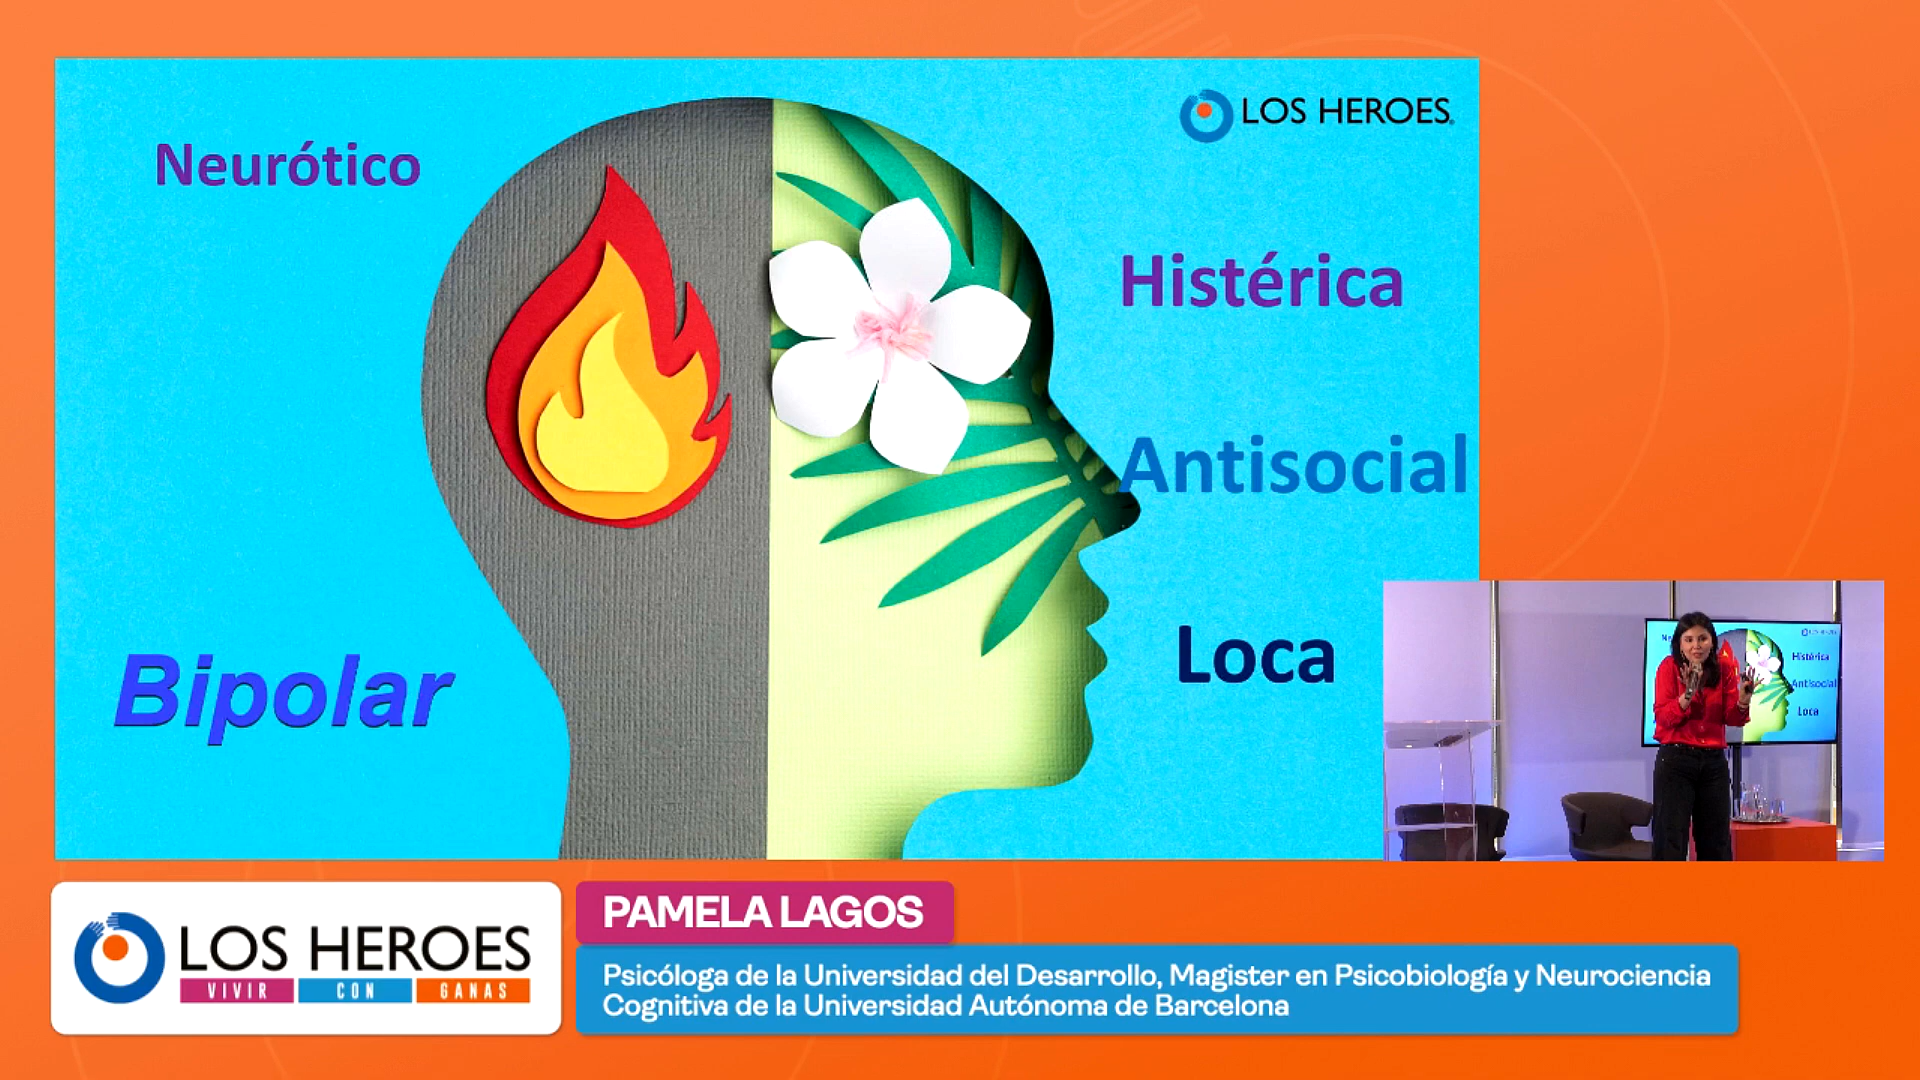 LOS HEROES
Neurótico
Histérica
Antisocial
Loca
Bipolar
Histérica
Antisocial
Loca
LOS HEROES
VIVIR CON GANAS
PAMELA LAGOS
Psicóloga de la Universidad del Desarrollo, Magister en Psicobiología y Neurociencia
Cognitiva de la Universidad Autónoma de Barcelona